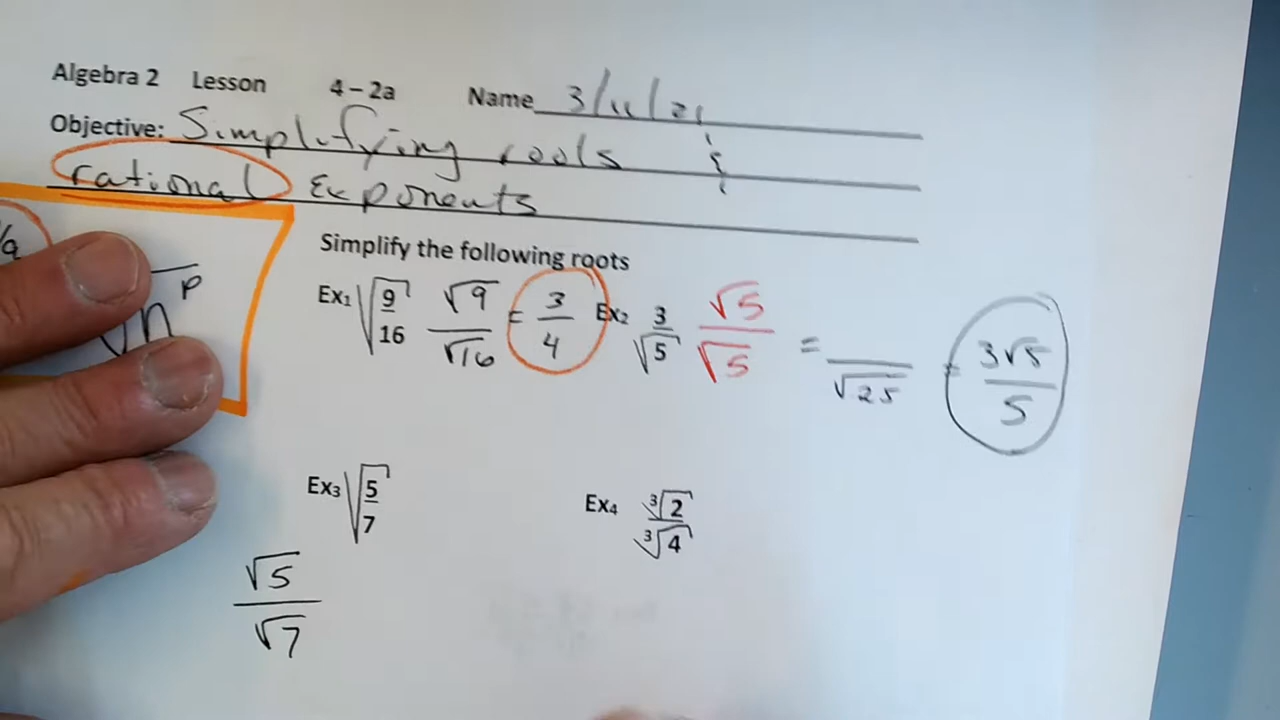 Algebra 2 Lesson 4 – 2a Name 3/11/21
Objective: Simplifying roots &
rational Exponents
Simplify the following roots
Ex1 √(9/16) √9/√16 = 3/4 Ex2 3/√5 √5/√5 = /√25 = 3√5/5
n p
Ex3 √(5/7) Ex4 ∛2/∛4
√5/√7